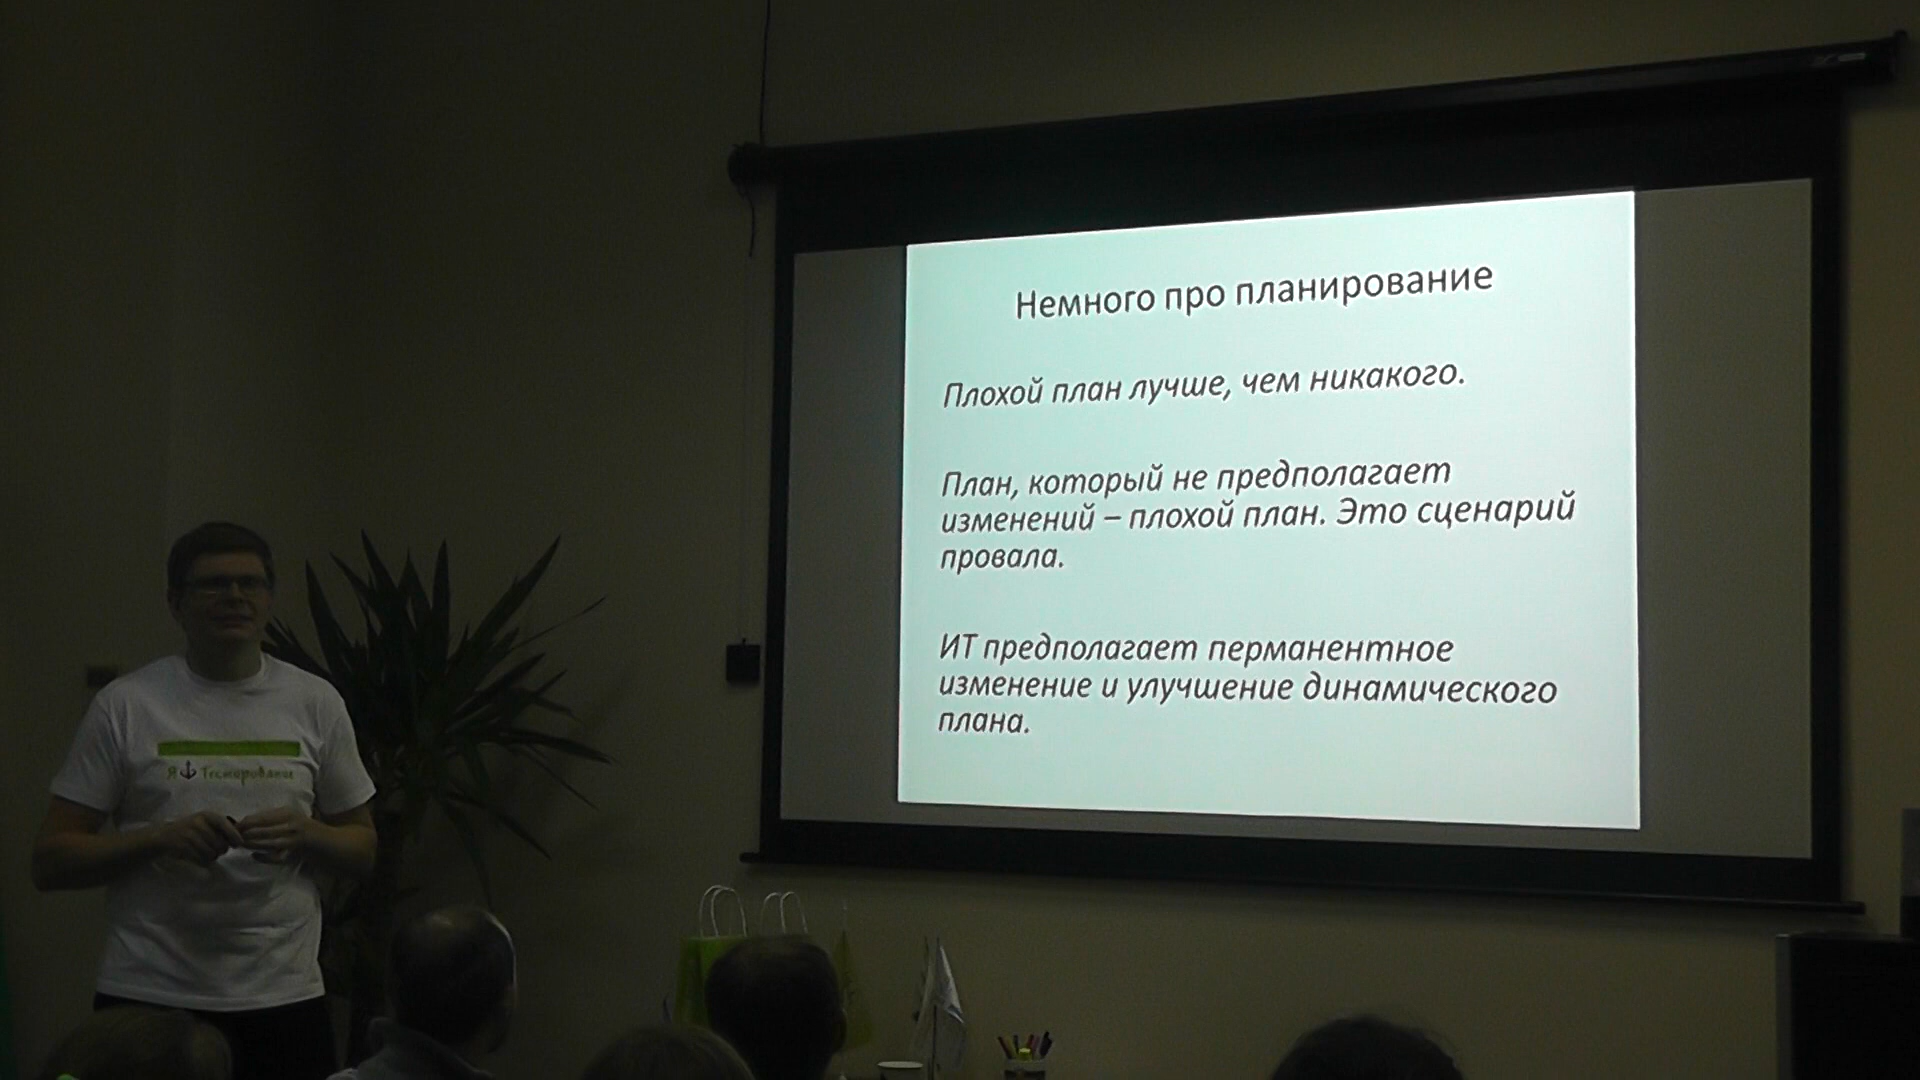 Немного про планирование
Плохой план лучше, чем никакого.
План, который не предполагает
изменений – плохой план. Это сценарий
провала.
ИТ предполагает перманентное
изменение и улучшение динамического
плана.
Я Тестирование